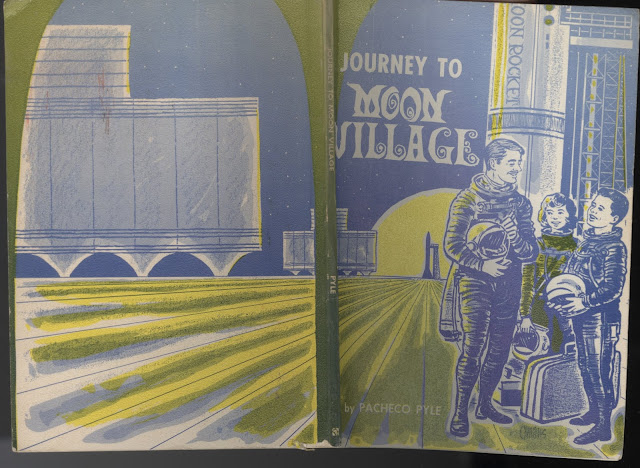 JOURNEY TO MOON VILLAGE
PYLE
JOURNEY TO
MOON
VILLAGE
MOON ROCKET
by PACHECO PYLE